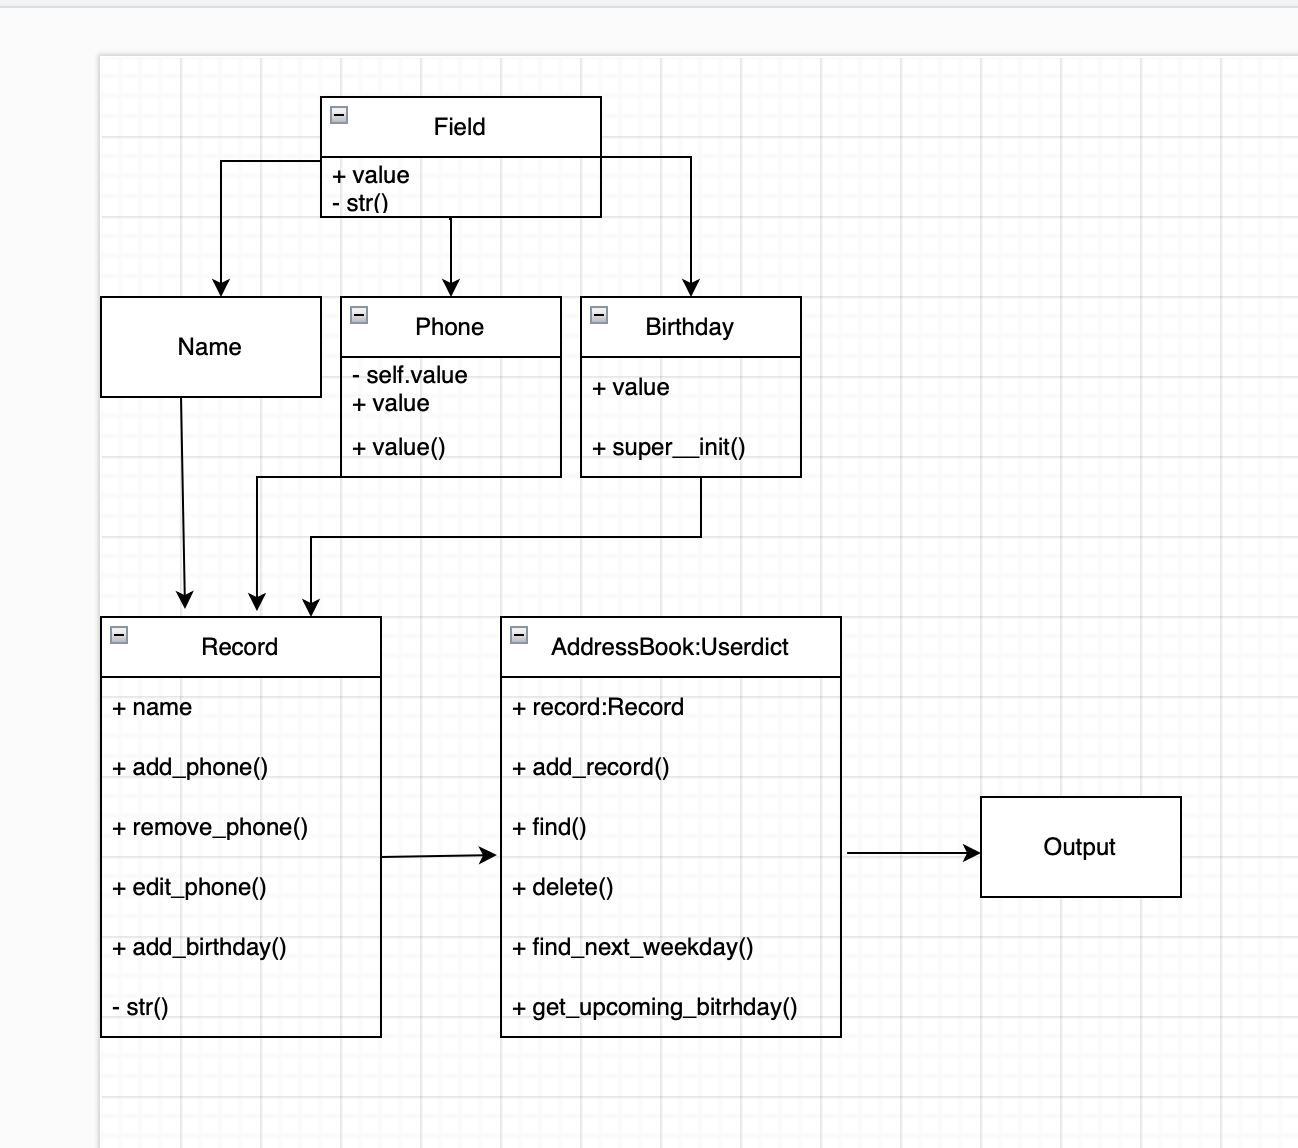 Field
+ value
- str()
Name
Phone
- self.value
+ value
+ value()
Birthday
+ value
+ super__init()
Record
+ name
+ add_phone()
+ remove_phone()
+ edit_phone()
+ add_birthday()
- str()
AddressBook:Userdict
+ record:Record
+ add_record()
+ find()
+ delete()
+ find_next_weekday()
+ get_upcoming_bitrhday()
Output